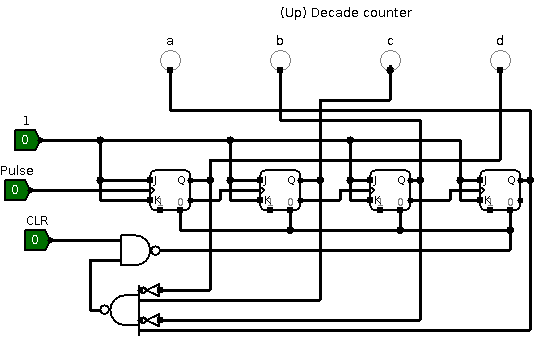 (Up) Decade counter
a b c d
1
0
Pulse
0
CLR
0
J Q J Q J Q J Q
K 0 K 0 K 0 K 0